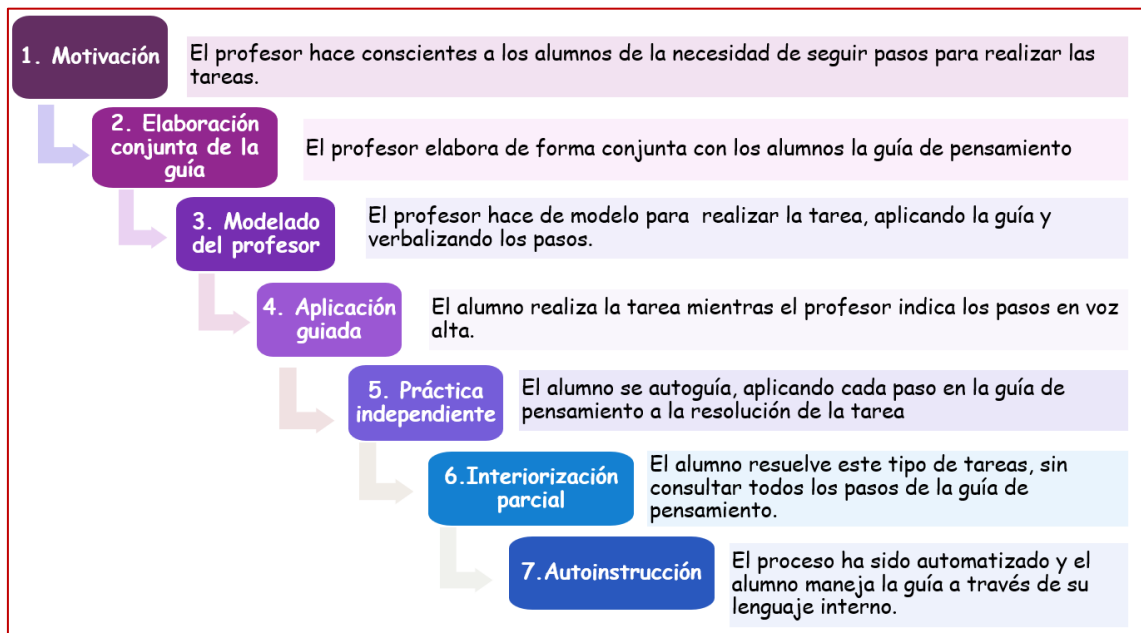 1. Motivación
El profesor hace conscientes a los alumnos de la necesidad de seguir pasos para realizar las
tareas.
2. Elaboración
conjunta de la
guía
El profesor elabora de forma conjunta con los alumnos la guía de pensamiento
3. Modelado
del profesor
El profesor hace de modelo para realizar la tarea, aplicando la guía y
verbalizando los pasos.
4. Aplicación
guiada
El alumno realiza la tarea mientras el profesor indica los pasos en voz
alta.
5. Práctica
independiente
El alumno se autoguía, aplicando cada paso en la guía de
pensamiento a la resolución de la tarea
6.Interiorización
parcial
El alumno resuelve este tipo de tareas, sin
consultar todos los pasos de la guía de
pensamiento.
7.Autoinstrucción
El proceso ha sido automatizado y el
alumno maneja la guía a través de su
lenguaje interno.